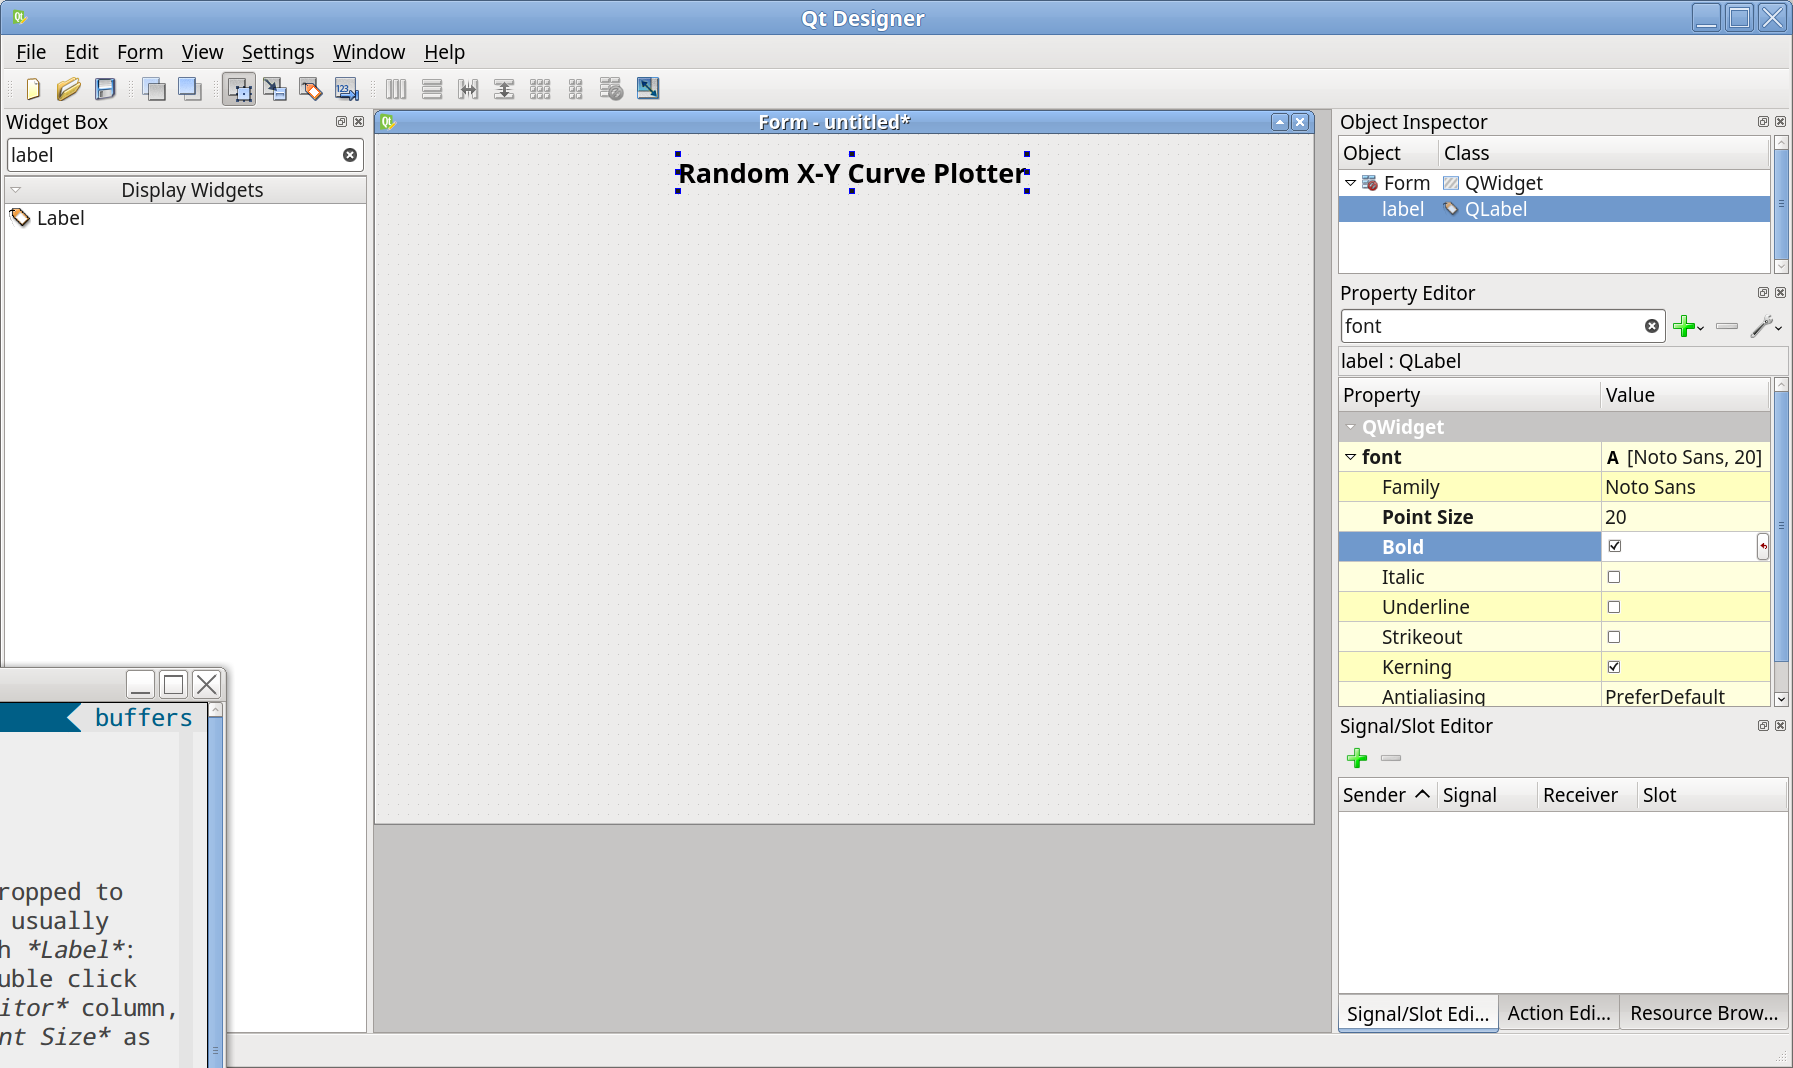 Qt Designer
File Edit Form View Settings Window Help
Widget Box
label
Display Widgets
Label
Form - untitled*
Random X-Y Curve Plotter
Object Inspector
Object Class
Form QWidget
label QLabel
Property Editor
font
label : QLabel
Property Value
QWidget
font A [Noto Sans, 20]
Family Noto Sans
Point Size 20
Bold
Italic
Underline
Strikeout
Kerning
Antialiasing PreferDefault
Signal/Slot Editor
Sender Signal Receiver Slot
Signal/Slot Edi... Action Edi... Resource Brow...
buffers
ropped to
usually
h *Label*:
uble click
itor* column,
nt Size* as